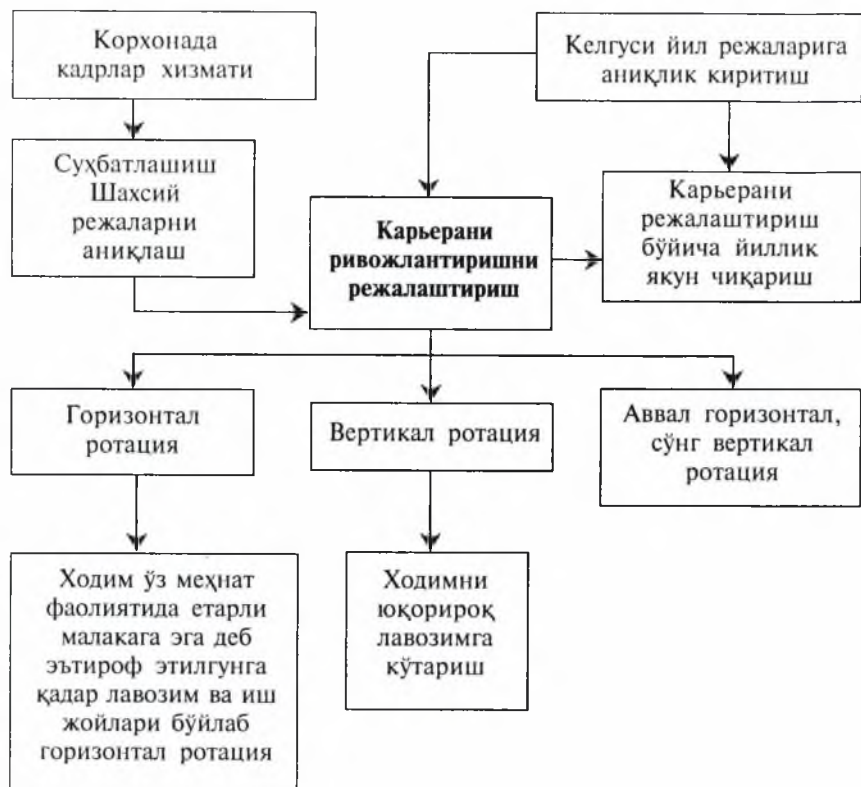 Корхонада
кадрлар хизмати
Келгуси йил режаларига
аниқлик киритиш
Суҳбатлашиш
Шахсий
режаларни
аниқлаш
Карьерани
ривожлантиришни
режалаштириш
Карьерани
режалаштириш
бўйича йиллик
якун чиқариш
Горизонтал
ротация
Вертикал ротация
Аввал горизонтал,
сўнг вертикал
ротация
Ходим ўз меҳнат
фаолиятида етарли
малакага эга деб
эътироф этилгунга
қадар лавозим ва иш
жойлари бўйлаб
горизонтал ротация
Ходимни
юқорироқ
лавозимга
кўтариш